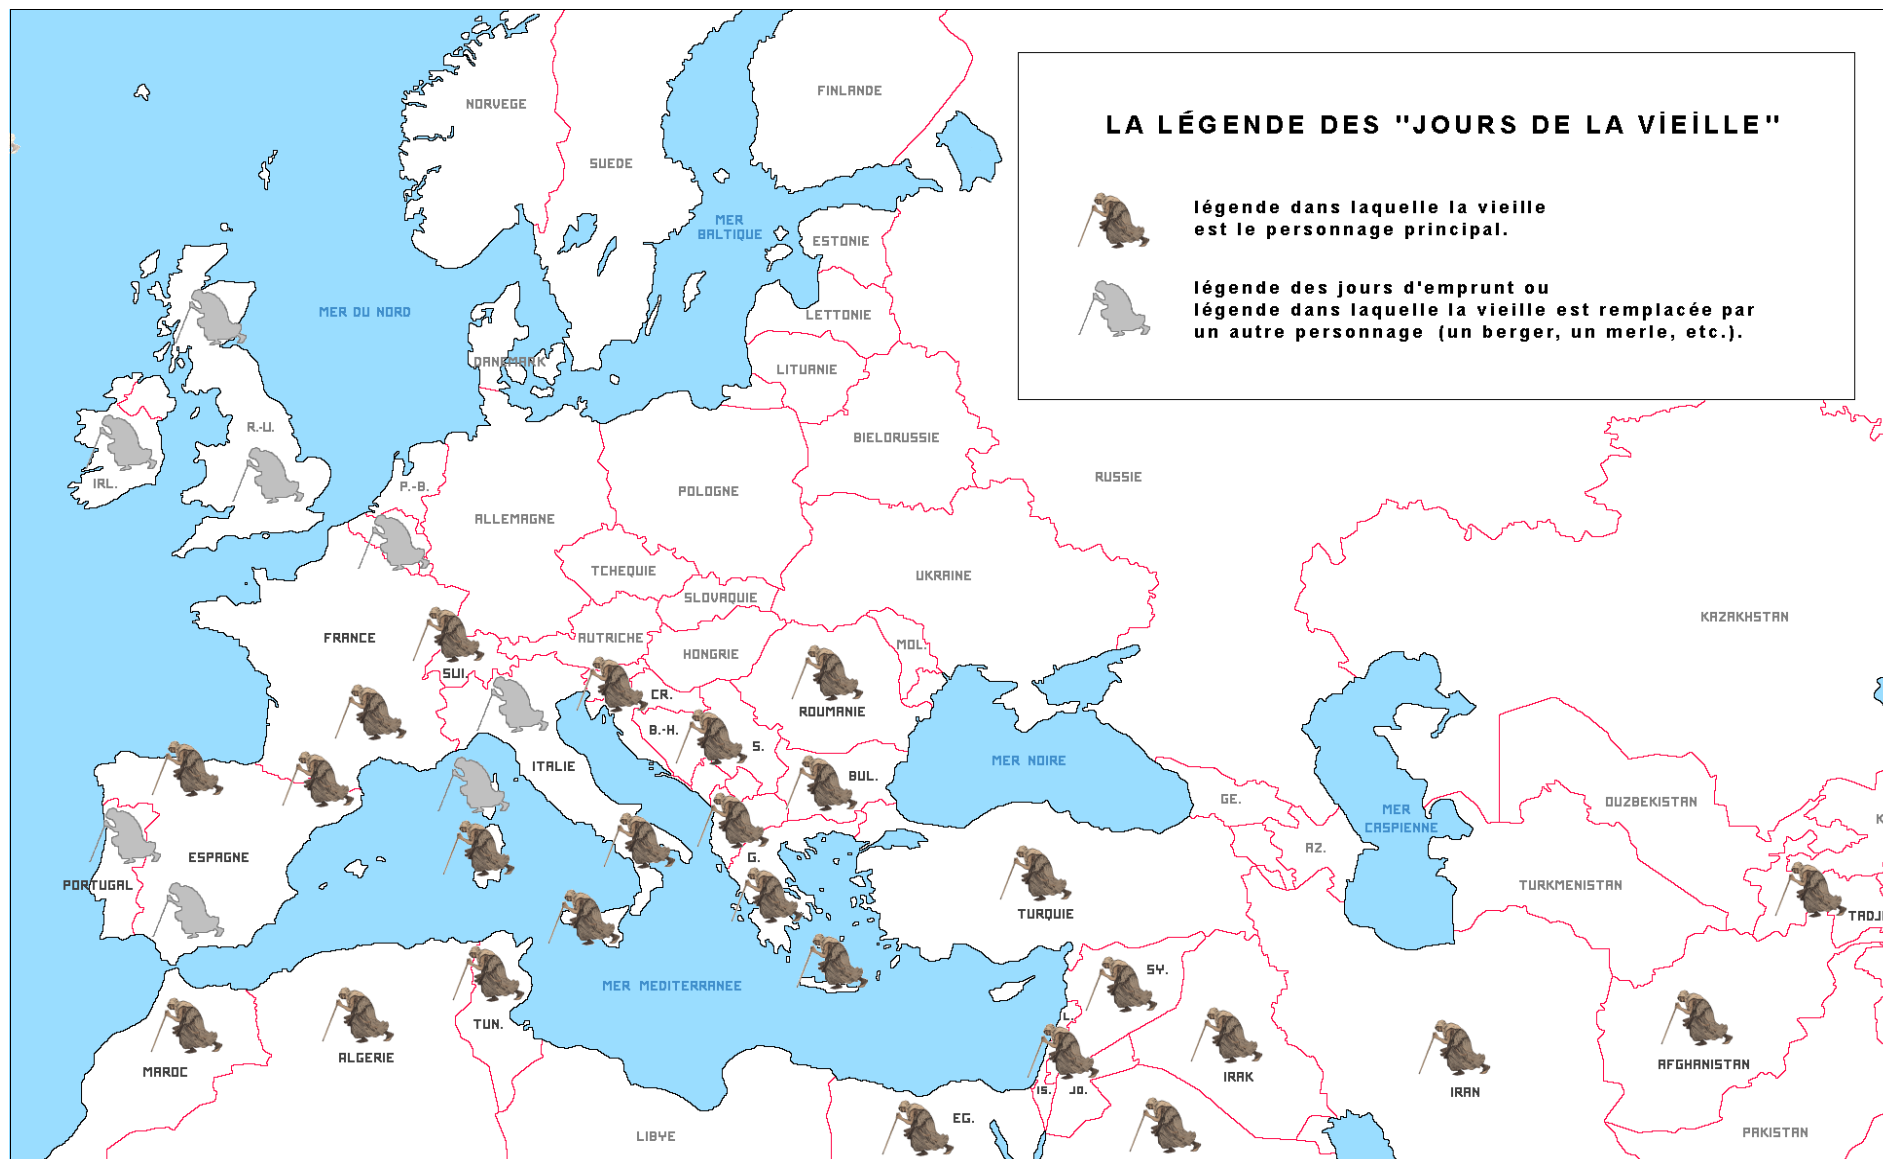 LA LÉGENDE DES "JOURS DE LA VİEİLLE"
légende dans laquelle la vieille
est le personnage principal.
légende des jours d'emprunt ou
légende dans laquelle la vieille est remplacée par
un autre personnage (un berger, un merle, etc.).
NORVEGE
FINLANDE
SUEDE
MER
BALTIQUE
ESTONIE
MER DU NORD
LETTONIE
DANEMARK
LITUANIE
R.-U.
BIELORUSSIE
IRL.
P.-B.
POLOGNE
RUSSIE
ALLEMAGNE
TCHEQUIE
UKRAINE
SLOVAQUIE
KAZAKHSTAN
FRANCE
AUTRICHE
HONGRIE
MOL.
SUI.
CR.
ROUMANIE
B.-H.
S.
ITALIE
MER NOIRE
BUL.
GE.
OUZBEKISTAN
MER
CASPIENNE
K
AZ.
ESPAGNE
G.
PORTUGAL
TURKMENISTAN
TURQUIE
TADJ
SY.
MER MEDITERRANEE
L.
TUN.
MAROC
ALGERIE
IRAK
AFGHANISTAN
IS.
JO.
IRAN
EG.
LIBYE
PAKISTAN